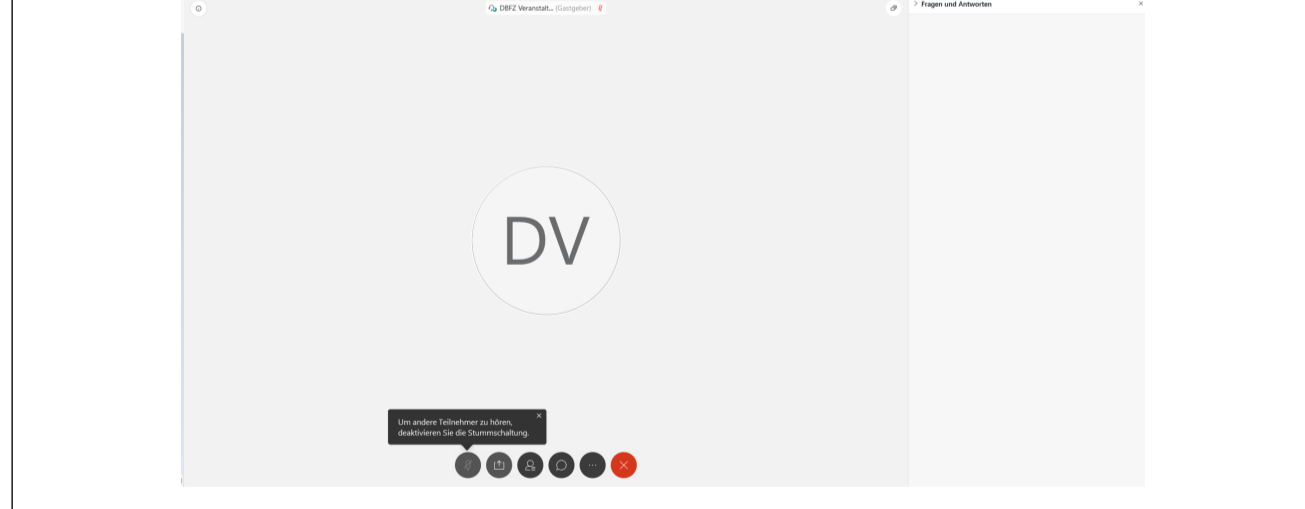 DBFZ Veranstalt... (Gastgeber)
Fragen und Antworten
DV
Um andere Teilnehmer zu hören,
deaktivieren Sie die Stummschaltung.